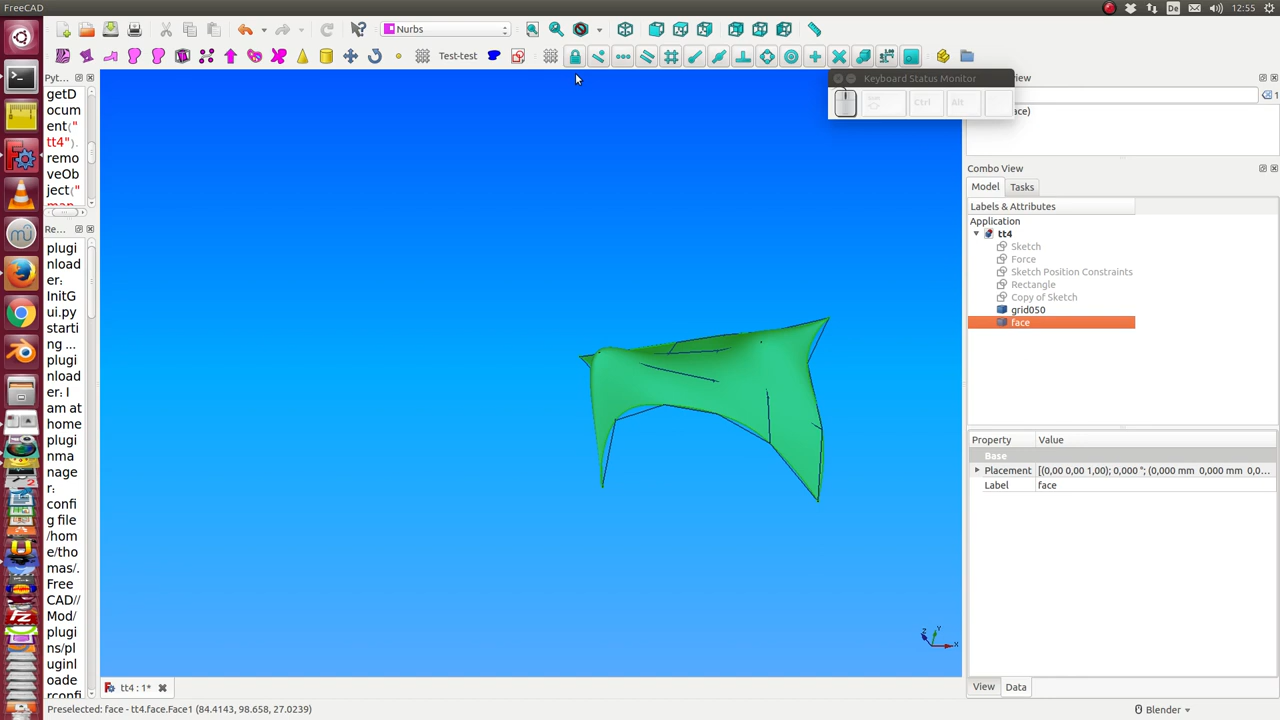 FreeCAD
De
12:55
Nurbs
Test-test
Keyboard Status Monitor
Ctrl
Alt
Pyt...
iew
1
getD
ocum
ent("
tt4").
remo
veOb
ject("
ace)
Combo View
Model
Tasks
Labels & Attributes
Application
tt4
Sketch
Force
Sketch Position Constraints
Rectangle
Copy of Sketch
grid050
face
Re...
plugi
nload
er:
InitG
ui.py
starti
ng ...
plugi
nload
er: I
am at
home
plugi
nma
nage
r:
confi
g file
/hom
e/tho
mas/.
Free
CAD//
Mod/
plugi
ns/pl
uginl
oade
rconf
Property
Value
Base
Placement
[(0,00 0,00 1,00); 0,000 °; (0,000 mm 0,000 mm 0,0...
Label
face
Z
Y
X
tt4 : 1*
View
Data
Preselected: face - tt4.face.Face1 (84.4143, 98.658, 27.0239)
Blender